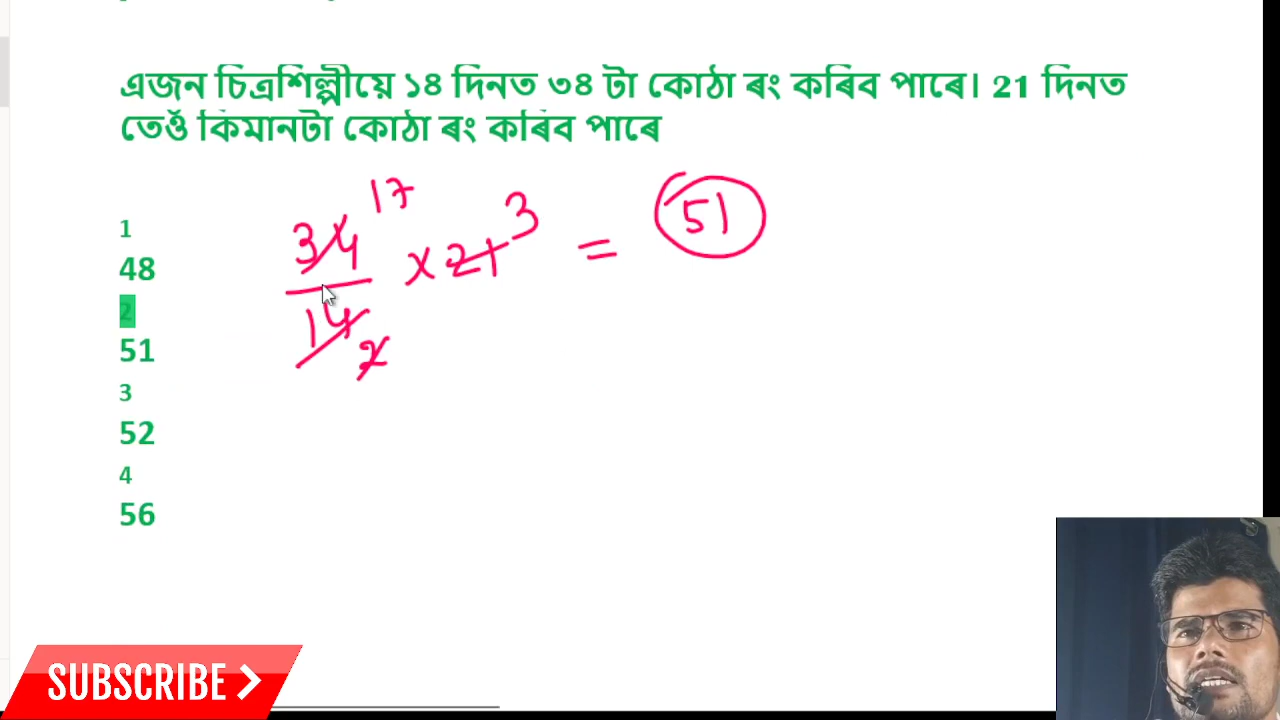 এজন চিত্ৰশিল্পীয়ে ১৪ দিনত ৩৪ টা কোঠা ৰং কৰিব পাৰে। 21 দিনত
তেওঁ কিমানটা কোঠা ৰং কৰিব পাৰে
1
48
2
51
3
52
4
56
34 17
14 2
× 21 3 = 51
SUBSCRIBE